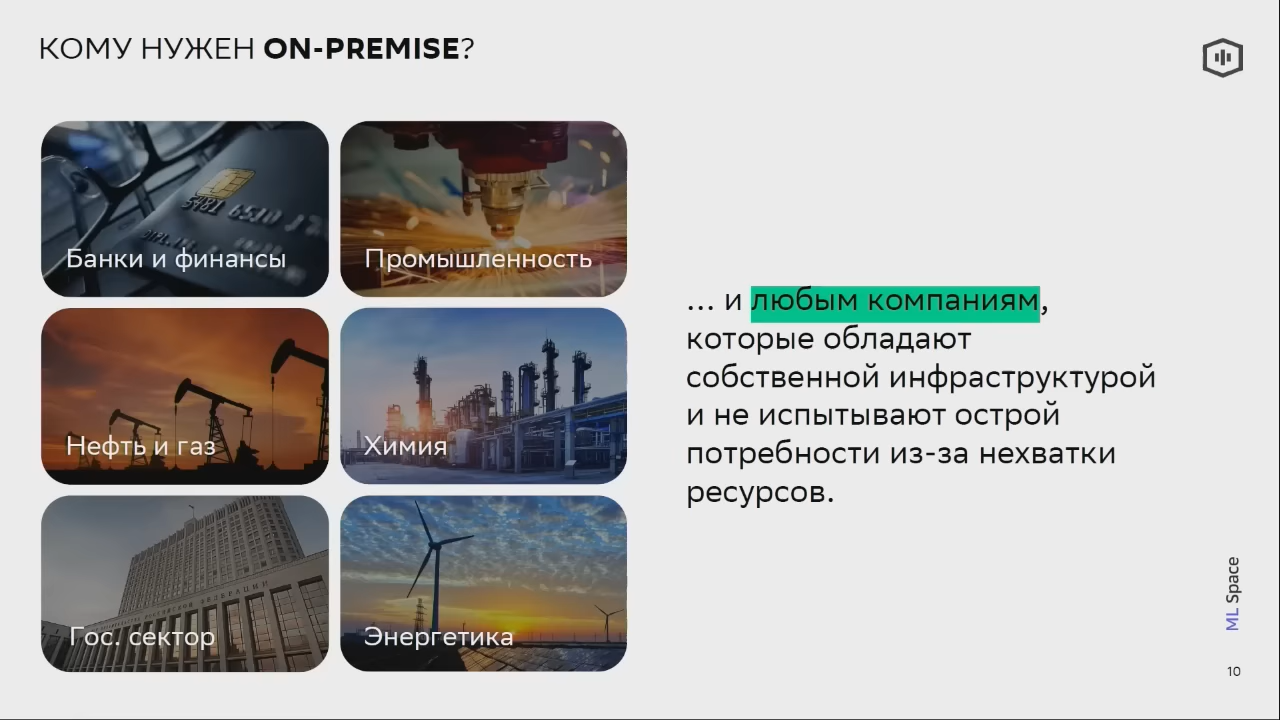 КОМУ НУЖЕН ON-PREMISE?
Банки и финансы
Промышленность
Нефть и газ
Химия
Гос. сектор
Энергетика
... и любым компаниям,
которые обладают
собственной инфраструктурой
и не испытывают острой
потребности из-за нехватки
ресурсов.
ML Space
10